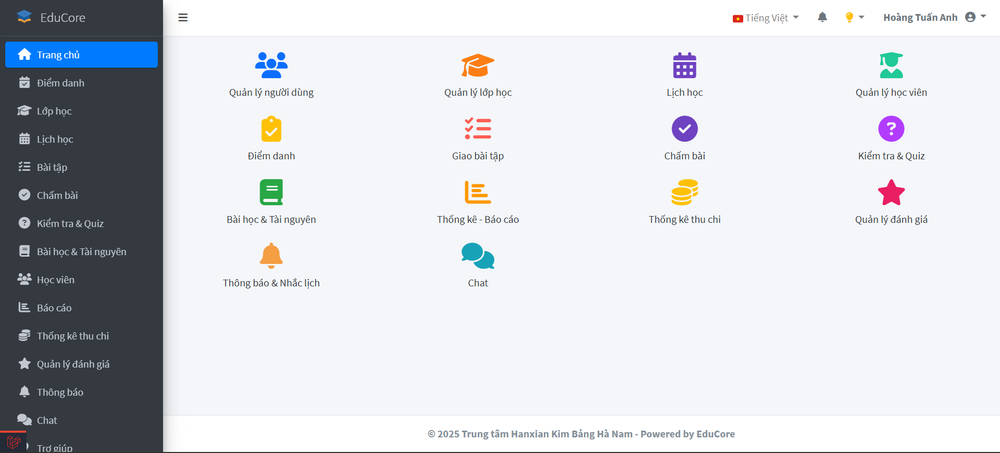 EduCore
Trang chủ
Điểm danh
Lớp học
Lịch học
Bài tập
Chấm bài
Kiểm tra & Quiz
Bài học & Tài nguyên
Học viên
Báo cáo
Thống kê thu chi
Quản lý đánh giá
Thông báo
Chat
Trợ giúp
Tiếng Việt
Hoàng Tuấn Anh
Quản lý người dùng
Quản lý lớp học
Lịch học
Quản lý học viên
Điểm danh
Giao bài tập
Chấm bài
Kiểm tra & Quiz
Bài học & Tài nguyên
Thống kê - Báo cáo
Thống kê thu chi
Quản lý đánh giá
Thông báo & Nhắc lịch
Chat
© 2025 Trung tâm Hanxian Kim Bảng Hà Nam - Powered by EduCore